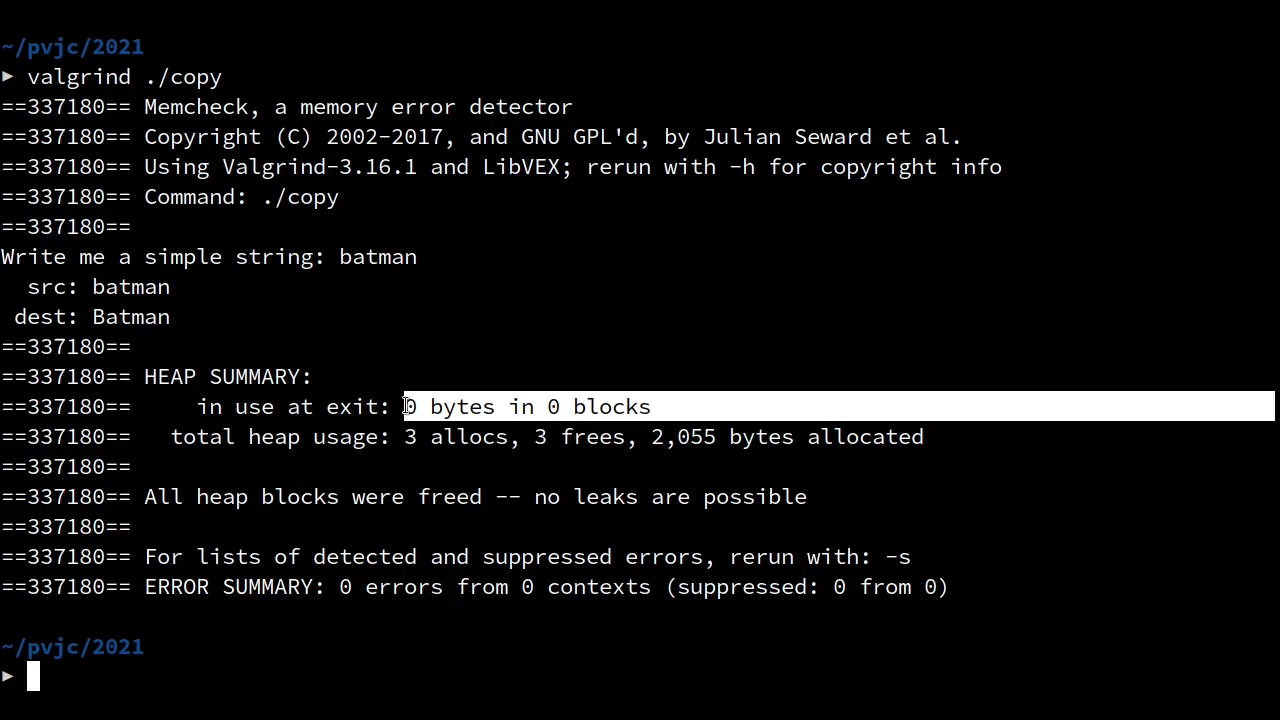 ~/pvjc/2021
▶ valgrind ./copy
==337180== Memcheck, a memory error detector
==337180== Copyright (C) 2002-2017, and GNU GPL'd, by Julian Seward et al.
==337180== Using Valgrind-3.16.1 and LibVEX; rerun with -h for copyright info
==337180== Command: ./copy
==337180==
Write me a simple string: batman
  src: batman
 dest: Batman
==337180==
==337180== HEAP SUMMARY:
==337180==     in use at exit: 0 bytes in 0 blocks
==337180==   total heap usage: 3 allocs, 3 frees, 2,055 bytes allocated
==337180==
==337180== All heap blocks were freed -- no leaks are possible
==337180==
==337180== For lists of detected and suppressed errors, rerun with: -s
==337180== ERROR SUMMARY: 0 errors from 0 contexts (suppressed: 0 from 0)
~/pvjc/2021
▶